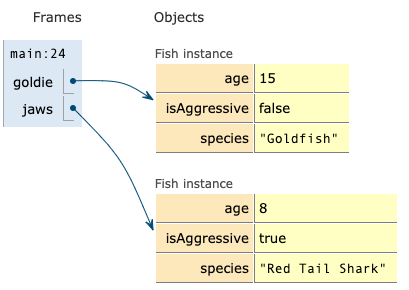 Frames Objects
main:24
goldie
jaws
Fish instance
age 15
isAggressive false
species "Goldfish"
Fish instance
age 8
isAggressive true
species "Red Tail Shark"